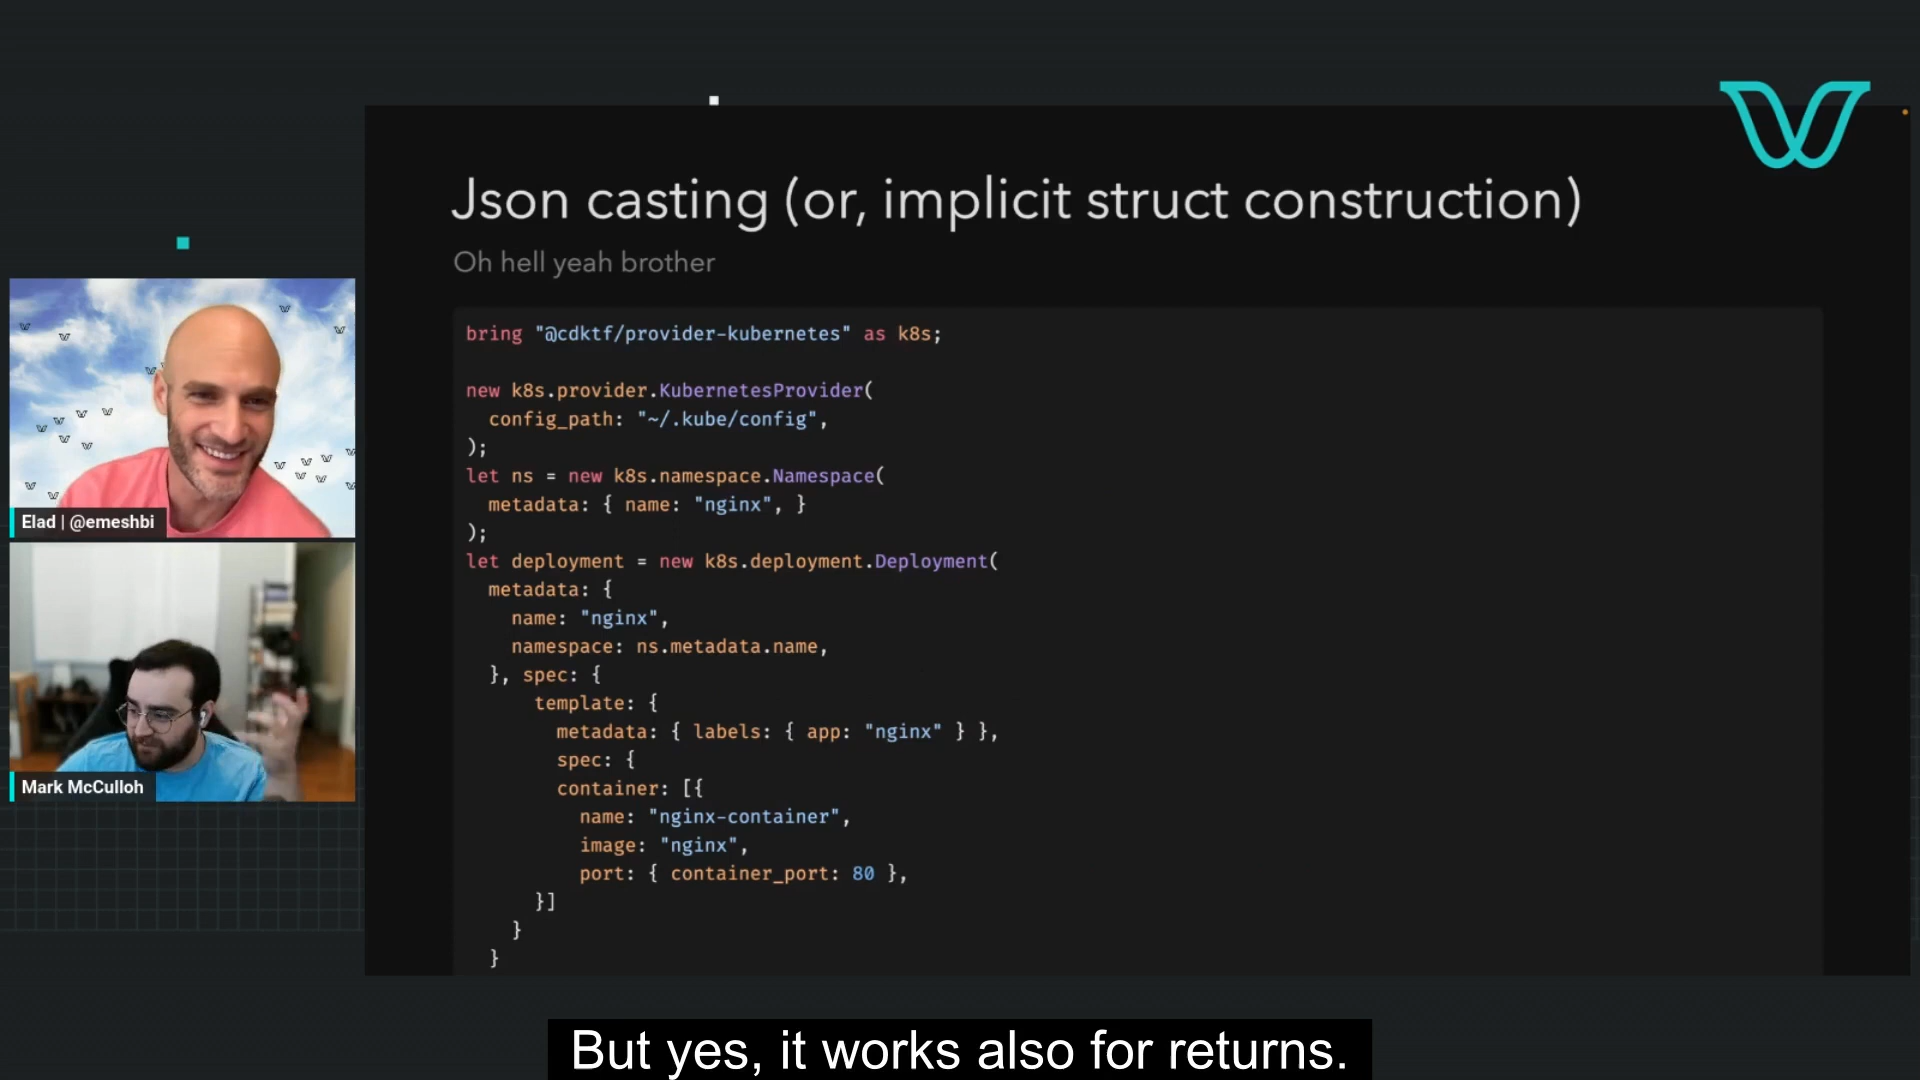 Json casting (or, implicit struct construction)
Oh hell yeah brother
bring "@cdktf/provider-kubernetes" as k8s;
new k8s.provider.KubernetesProvider(
config_path: "~/.kube/config",
);
let ns = new k8s.namespace.Namespace(
metadata: { name: "nginx", }
);
let deployment = new k8s.deployment.Deployment(
metadata: {
name: "nginx",
namespace: ns.metadata.name,
}, spec: {
template: {
metadata: { labels: { app: "nginx" } },
spec: {
container: [{
name: "nginx-container",
image: "nginx",
port: { container_port: 80 },
}]
}
}
Elad | @emeshbi
Mark McCulloh
But yes, it works also for returns.